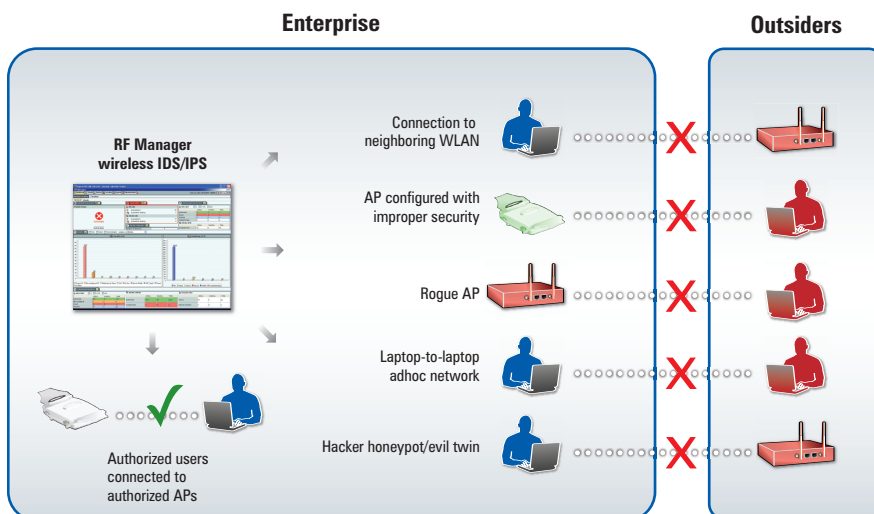 Enterprise
Outsiders
RF Manager
wireless IDS/IPS
Connection to
neighboring WLAN
AP configured with
improper security
Rogue AP
Laptop-to-laptop
adhoc network
Hacker honeypot/evil twin
Authorized users
connected to
authorized APs